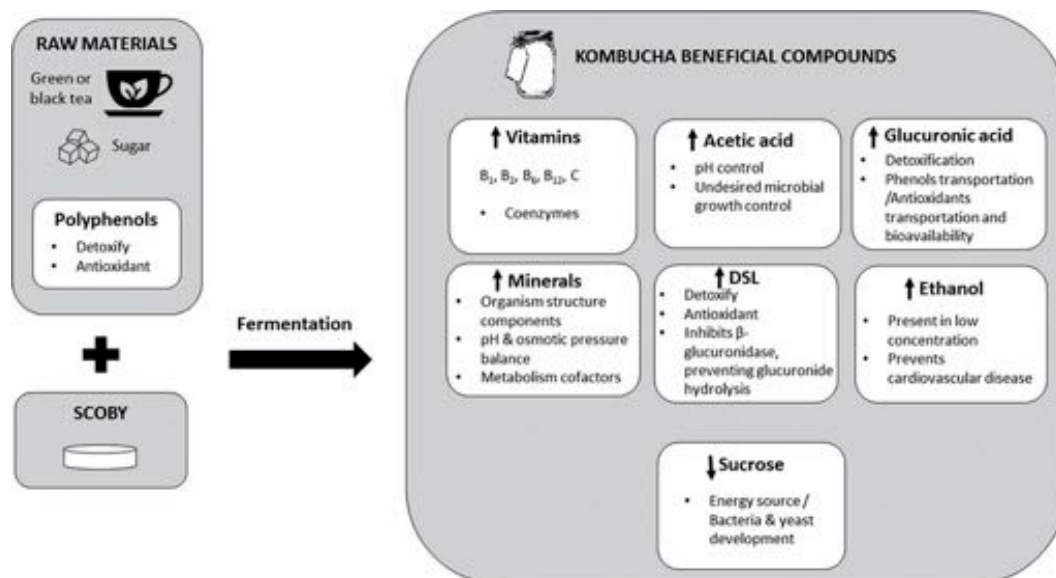 RAW MATERIALS
Green or
black tea
Sugar
Polyphenols
• Detoxify
• Antioxidant
SCOBY
Fermentation
KOMBUCHA BENEFICIAL COMPOUNDS
Vitamins
B₁, B₂, B₆, B₁₂, C
• Coenzymes
Acetic acid
• pH control
• Undesired microbial
growth control
Glucuronic acid
• Detoxification
• Phenols transportation
/Antioxidants
transportation and
bioavailability
Minerals
• Organism structure
components
• pH & osmotic pressure
balance
• Metabolism cofactors
DSL
• Detoxify
• Antioxidant
• Inhibits β-
glucuronidase,
preventing glucuronide
hydrolysis
Ethanol
• Present in low
concentration
• Prevents
cardiovascular disease
Sucrose
• Energy source /
Bacteria & yeast
development